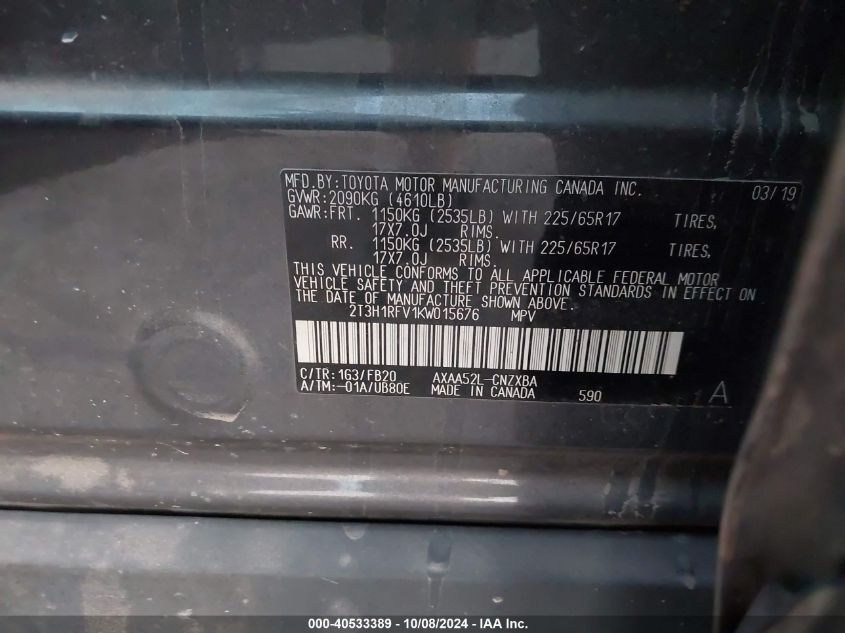 MFD.BY:TOYOTA MOTOR MANUFACTURING CANADA INC. 03/19
GVWR:2090KG (4610LB)
GAWR:FRT. 1150KG (2535LB) WITH 225/65R17 TIRES,
17X7.0J RIMS.
RR. 1150KG (2535LB) WITH 225/65R17 TIRES,
17X7.0J RIMS.
THIS VEHICLE CONFORMS TO ALL APPLICABLE FEDERAL MOTOR
VEHICLE SAFETY AND THEFT PREVENTION STANDARDS IN EFFECT ON
THE DATE OF MANUFACTURE SHOWN ABOVE.
2T3H1RFV1KW015676 MPV
C/TR:1G3/FB20 AXAA52L-CNZXBA
A/TM:-01A/UB80E MADE IN CANADA 590 A
000-40533389 - 10/08/2024 - IAA Inc.